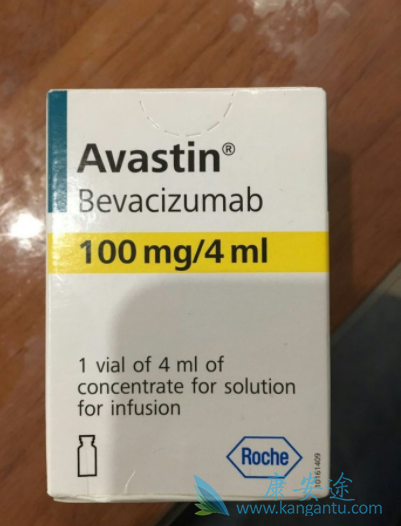 Avastin®
Bevacizumab
100 mg/4 ml
1 vial of 4 ml of
concentrate for solution
for infusion
Roche
10161409
康安途
www.kangantu.com